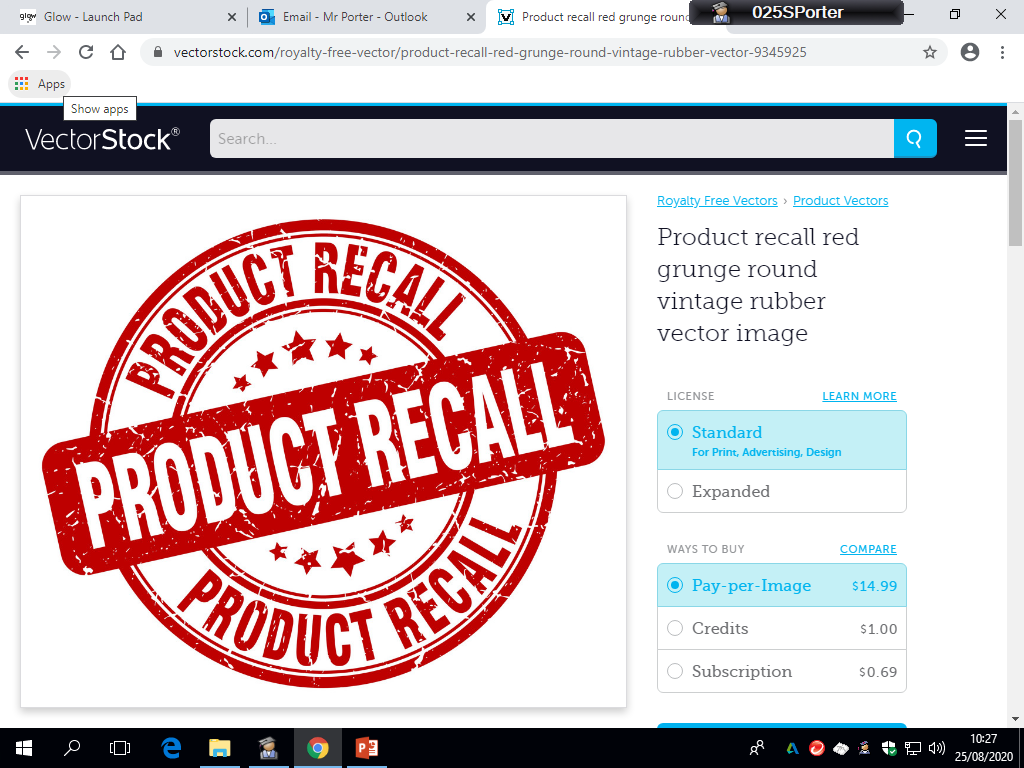 glow Glow - Launch Pad
Email - Mr Porter - Outlook
Product recall red grunge roun
025SPorter
vectorstock.com/royalty-free-vector/product-recall-red-grunge-round-vintage-rubber-vector-9345925
Apps
Show apps
VectorStock®
Search...
PRODUCT RECALL
PRODUCT RECALL
PRODUCT RECALL
Royalty Free Vectors › Product Vectors
Product recall red
grunge round
vintage rubber
vector image
LICENSE LEARN MORE
Standard
For Print, Advertising, Design
Expanded
WAYS TO BUY COMPARE
Pay-per-Image $14.99
Credits $1.00
Subscription $0.69
10:27
25/08/2020